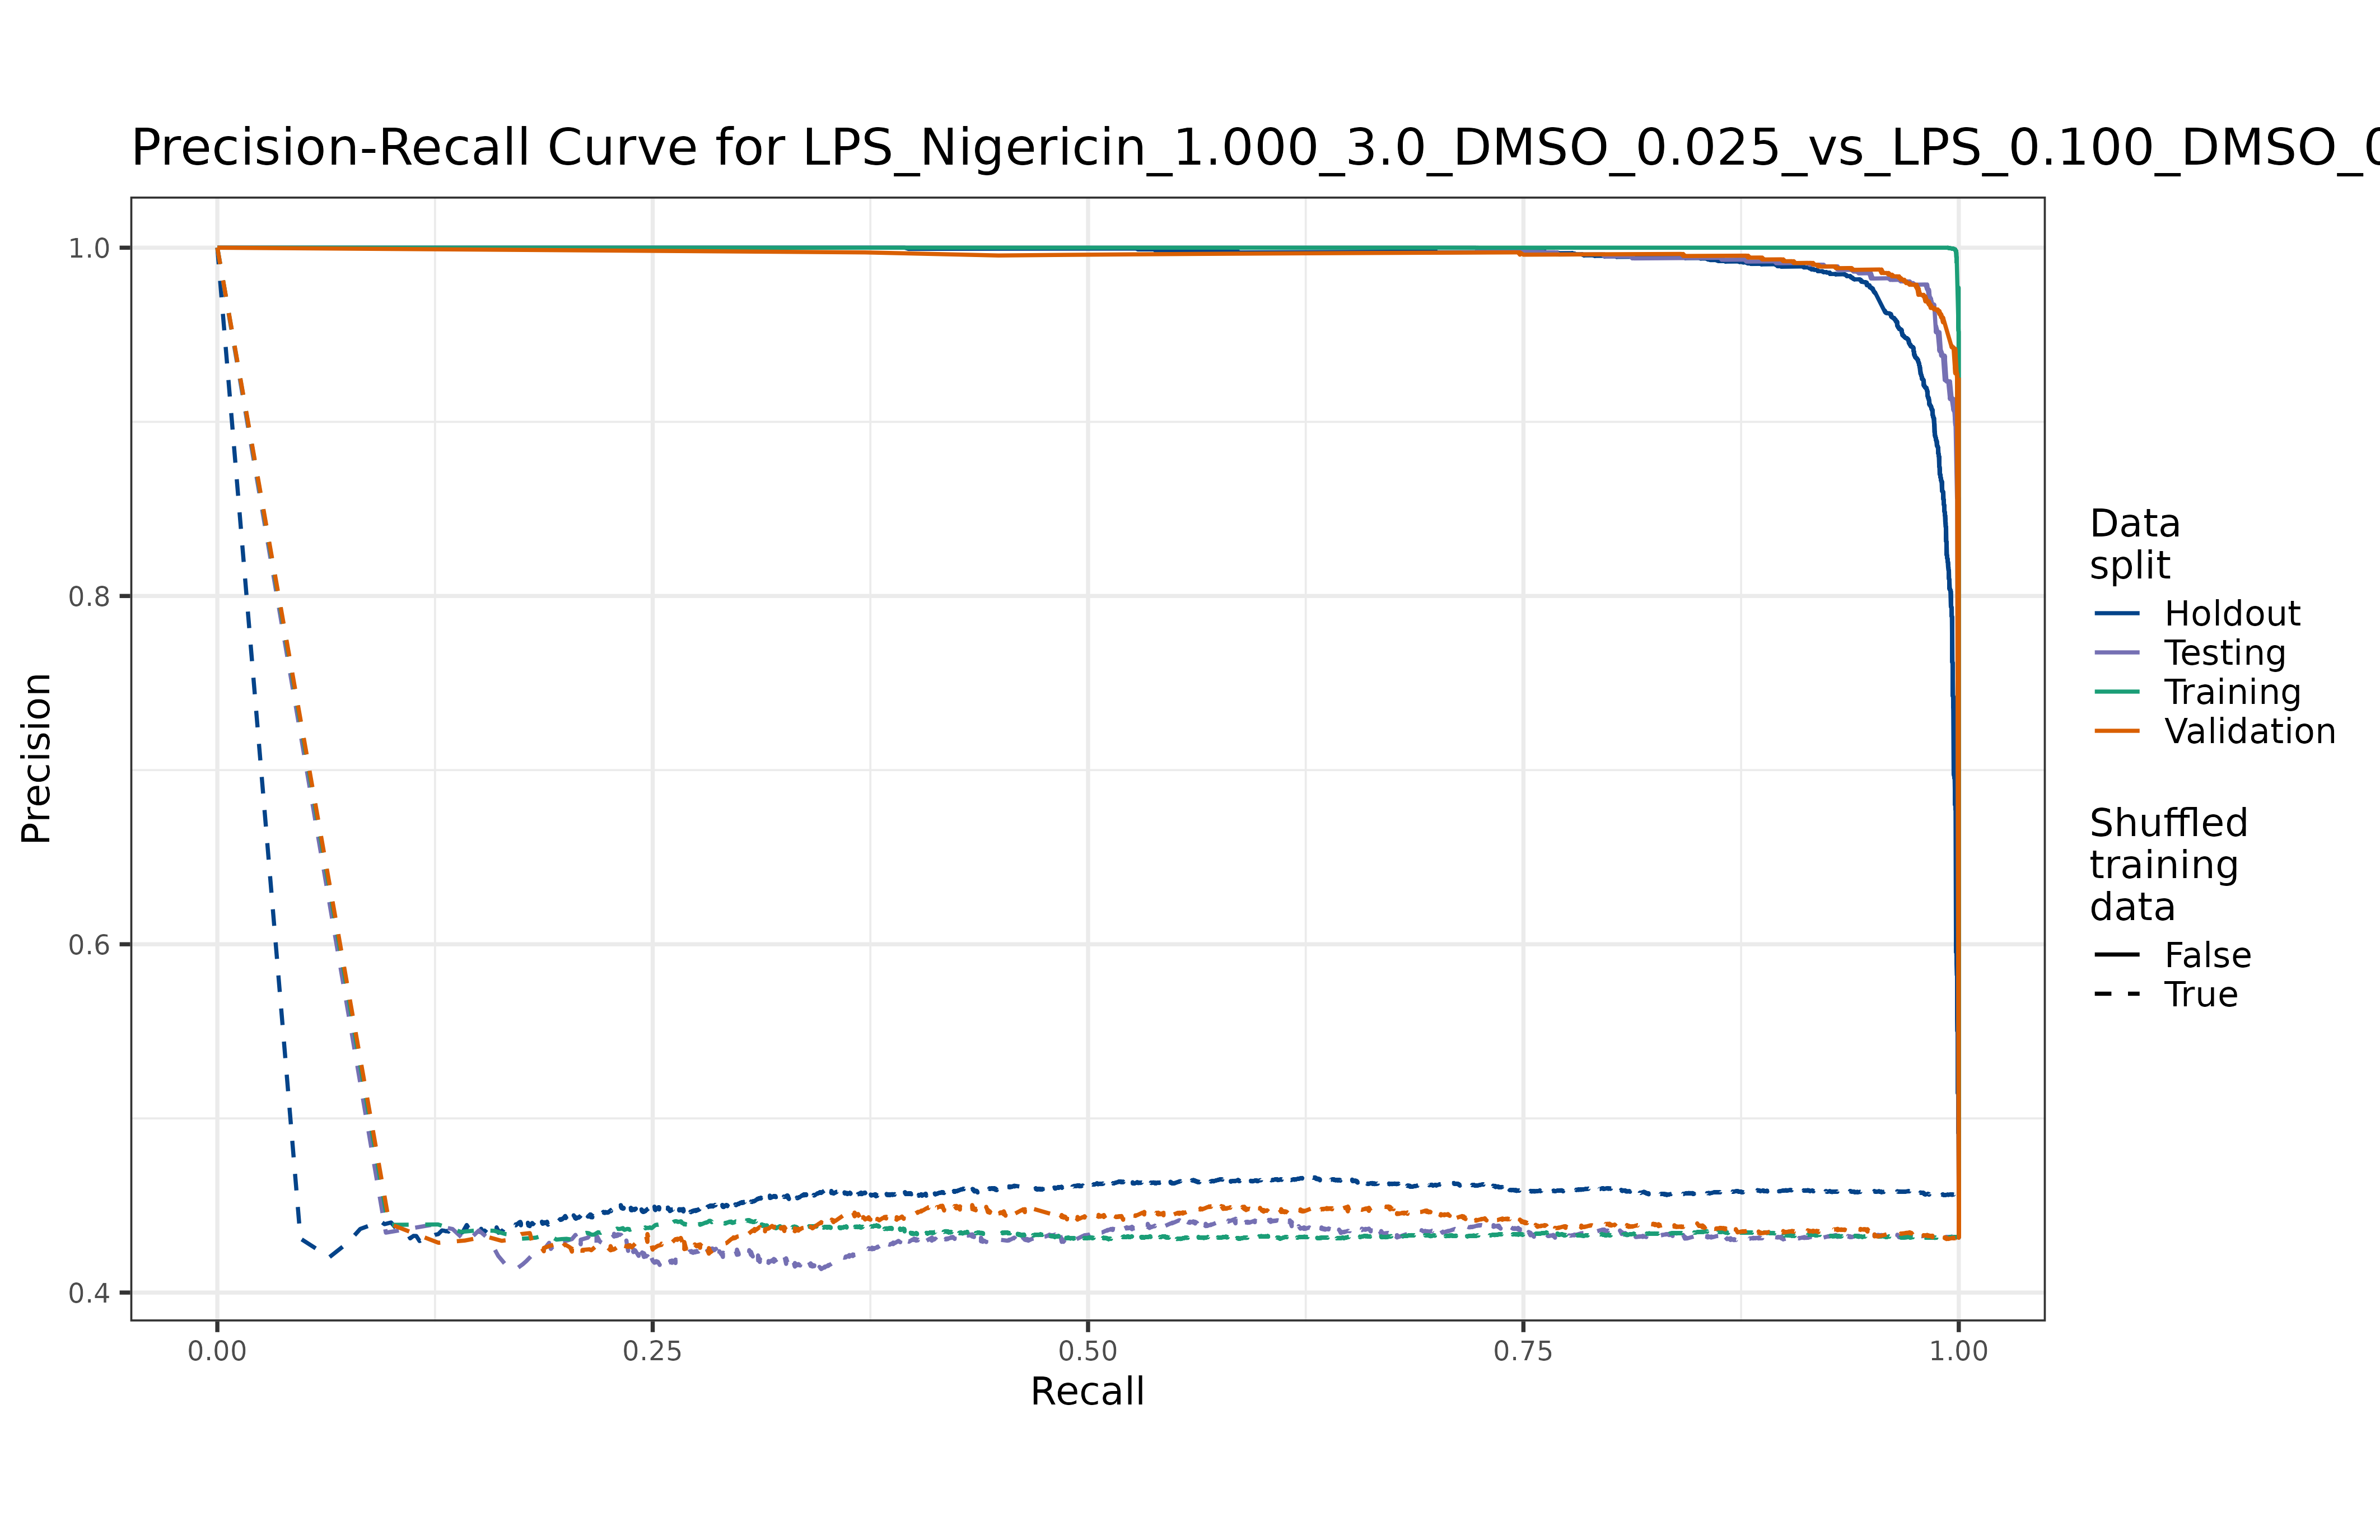 Precision-Recall Curve for LPS_Nigericin_1.000_3.0_DMSO_0.025_vs_LPS_0.100_DMSO_0
Precision
1.0
0.8
0.6
0.4
0.00
0.25
0.50
0.75
1.00
Recall
Data
split
Holdout
Testing
Training
Validation
Shuffled
training
data
False
True